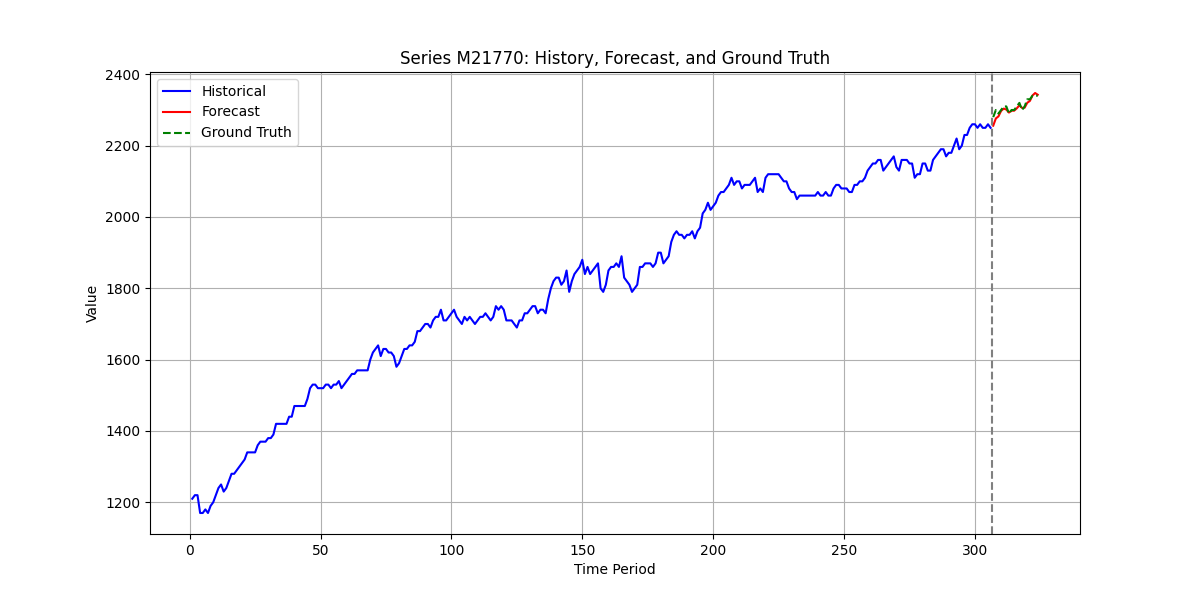 Series M21770: History, Forecast, and Ground Truth
Historical
Forecast
Ground Truth
2400
2200
2000
1800
1600
1400
1200
Value
0 50 100 150 200 250 300
Time Period